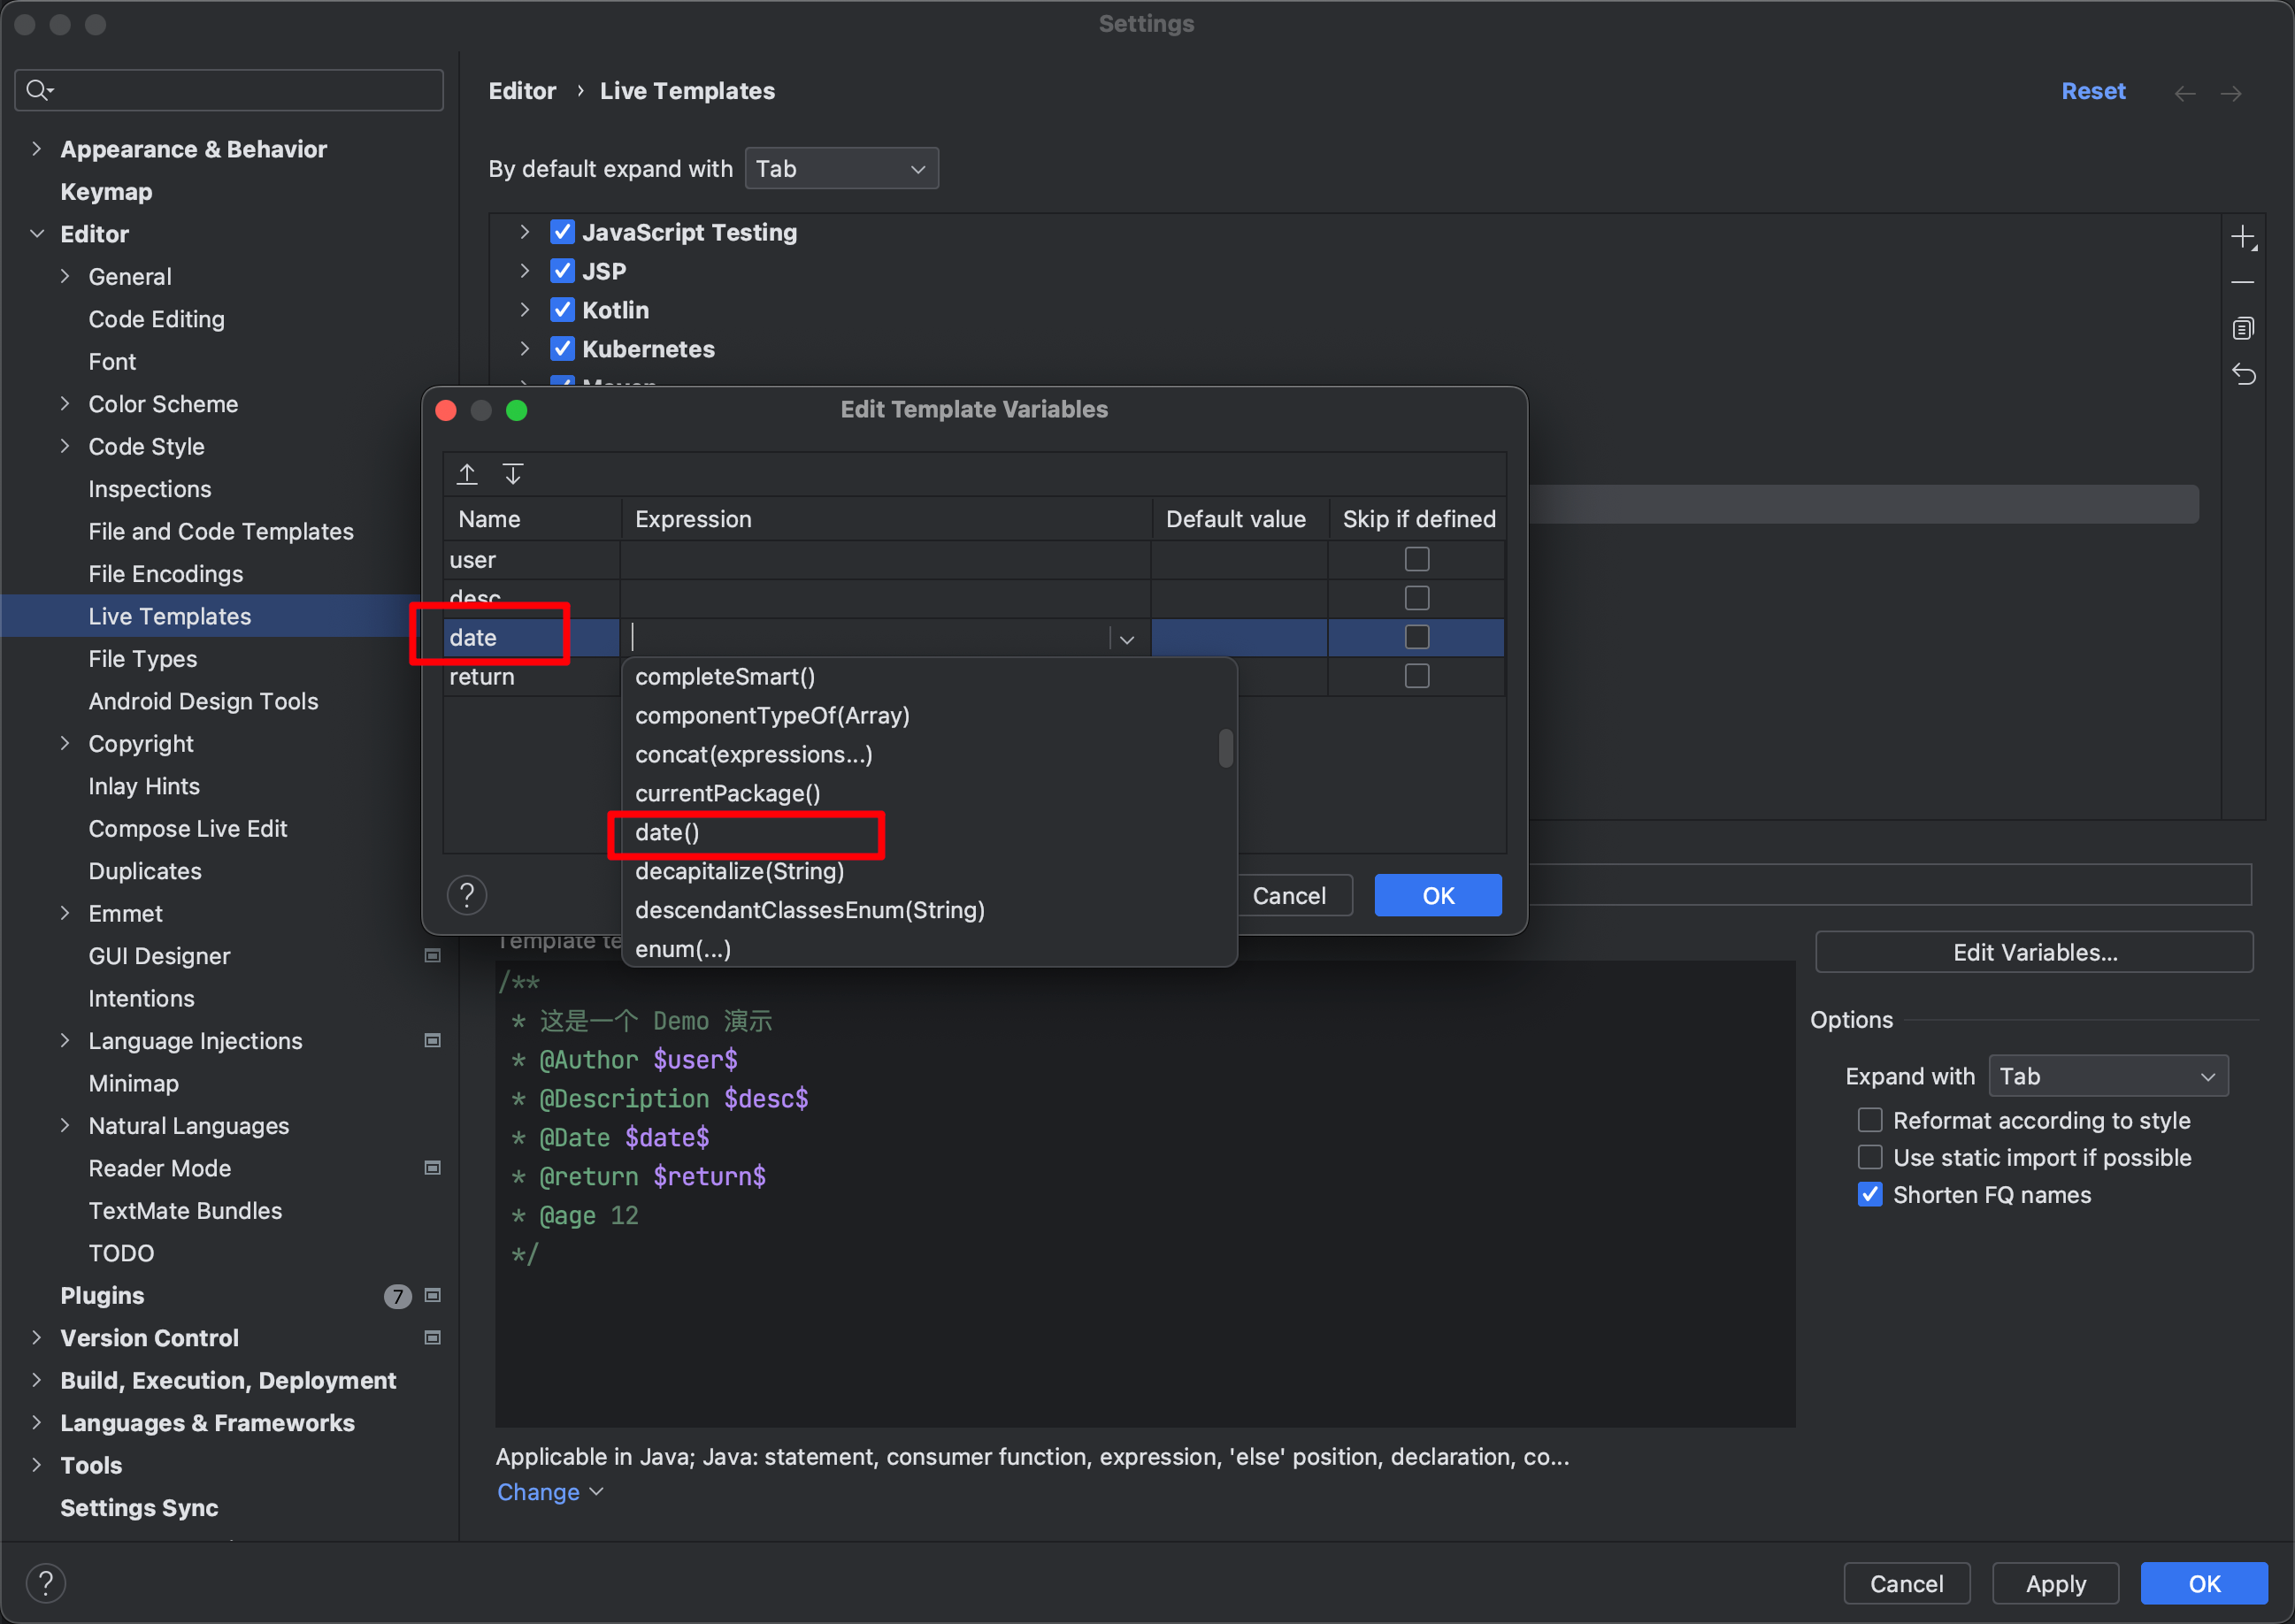 Settings
Editor › Live Templates
Reset
Appearance & Behavior
Keymap
Editor
General
Code Editing
Font
Color Scheme
Code Style
Inspections
File and Code Templates
File Encodings
Live Templates
File Types
Android Design Tools
Copyright
Inlay Hints
Compose Live Edit
Duplicates
Emmet
GUI Designer
Intentions
Language Injections
Minimap
Natural Languages
Reader Mode
TextMate Bundles
TODO
Plugins 7
Version Control
Build, Execution, Deployment
Languages & Frameworks
Tools
Settings Sync
By default expand with Tab
JavaScript Testing
JSP
Kotlin
Kubernetes
Maven
Edit Template Variables
Name Expression Default value Skip if defined
user
desc
date
return
completeSmart()
componentTypeOf(Array)
concat(expressions...)
currentPackage()
date()
decapitalize(String)
descendantClassesEnum(String)
enum(...)
? Cancel OK
Template te
/**
* 这是一个 Demo 演示
* @Author $user$
* @Description $desc$
* @Date $date$
* @return $return$
* @age 12
*/
Edit Variables...
Options
Expand with Tab
Reformat according to style
Use static import if possible
Shorten FQ names
Applicable in Java; Java: statement, consumer function, expression, 'else' position, declaration, co...
Change
? Cancel Apply OK